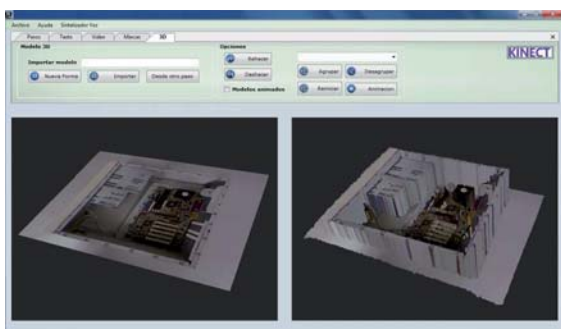 Archivo Ayuda Sintetizador Voz
Pasos Texto Video Marcas 3D
Modelo 3D
Opciones
KINECT
Importar modelo
Rehacer
Nueva Forma Importar Desde otro paso
Deshacer
Agrupar Desagrupar
Modelos animados
Reiniciar Animacion